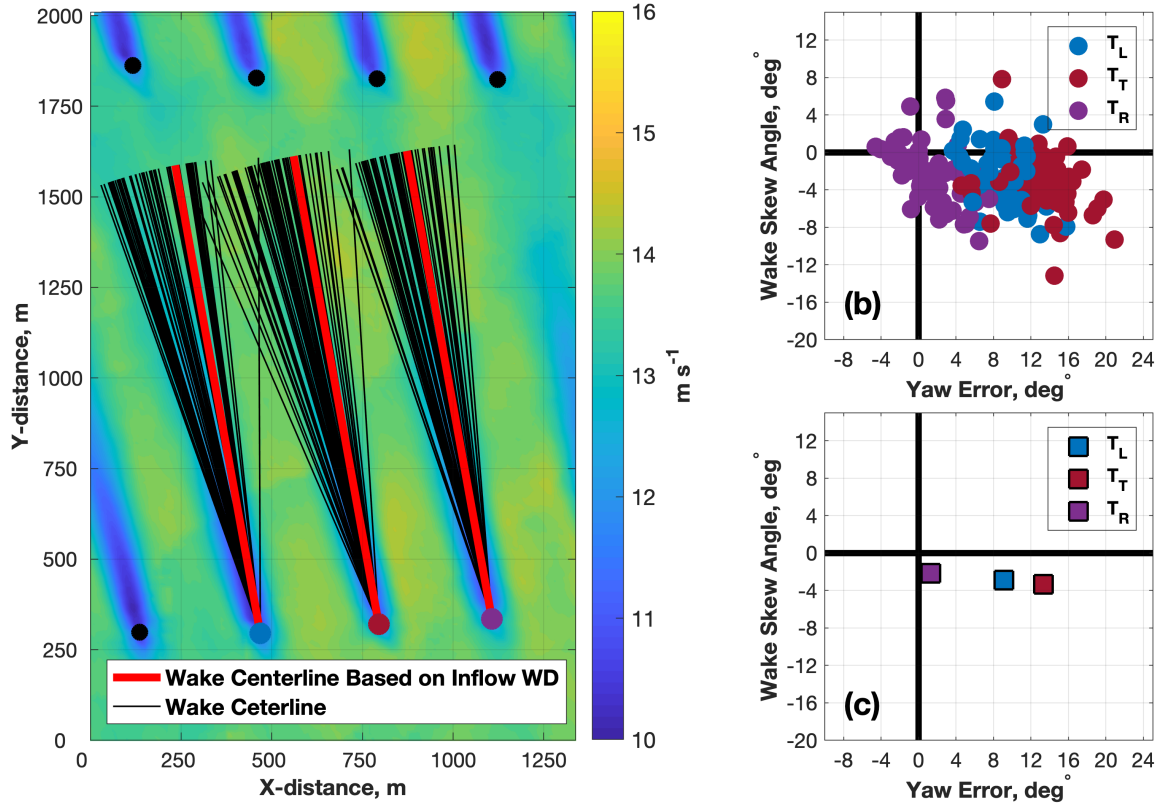 2000
1750
1500
1250
1000
750
500
250
0
Y-distance, m
0
250
500
750
1000
1250
X-distance, m
Wake Centerline Based on Inflow WD
Wake Ceterline
16
15
14
13
12
11
10
m s-1
12
8
4
0
-4
-8
-12
-16
-20
Wake Skew Angle, deg°
-8 -4 0 4 8 12 16 20 24
Yaw Error, deg°
TL
TT
TR
(b)
12
8
4
0
-4
-8
-12
-16
-20
Wake Skew Angle, deg°
-8 -4 0 4 8 12 16 20 24
Yaw Error, deg°
TL
TT
TR
(c)